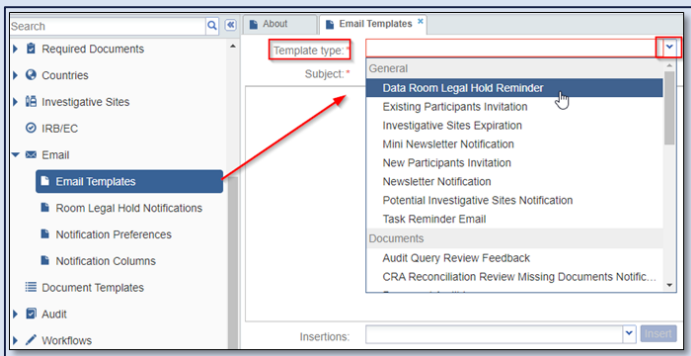 Search
About
Email Templates
Required Documents
Countries
Investigative Sites
IRB/EC
Email
Email Templates
Room Legal Hold Notifications
Notification Preferences
Notification Columns
Document Templates
Audit
Workflows
Template type:*
Subject:*
General
Data Room Legal Hold Reminder
Existing Participants Invitation
Investigative Sites Expiration
Mini Newsletter Notification
New Participants Invitation
Newsletter Notification
Potential Investigative Sites Notification
Task Reminder Email
Documents
Audit Query Review Feedback
CRA Reconciliation Review Missing Documents Notific...
Insertions:
Insert